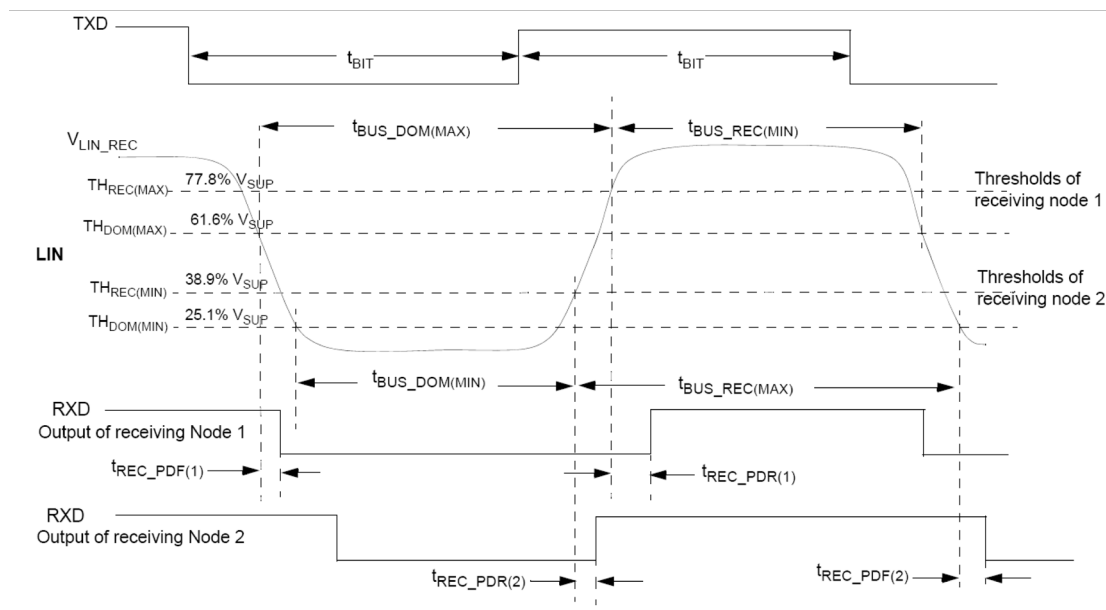 TXD
tBIT
tBIT
tBUS_DOM(MAX)
tBUS_REC(MIN)
VLIN_REC
THREC(MAX) 77.8% VSUP
Thresholds of
receiving node 1
THDOM(MAX) 61.6% VSUP
LIN
THREC(MIN) 38.9% VSUP
Thresholds of
receiving node 2
THDOM(MIN) 25.1% VSUP
tBUS_DOM(MIN)
tBUS_REC(MAX)
RXD
Output of receiving Node 1
tREC_PDF(1)
tREC_PDR(1)
RXD
Output of receiving Node 2
tREC_PDR(2)
tREC_PDF(2)